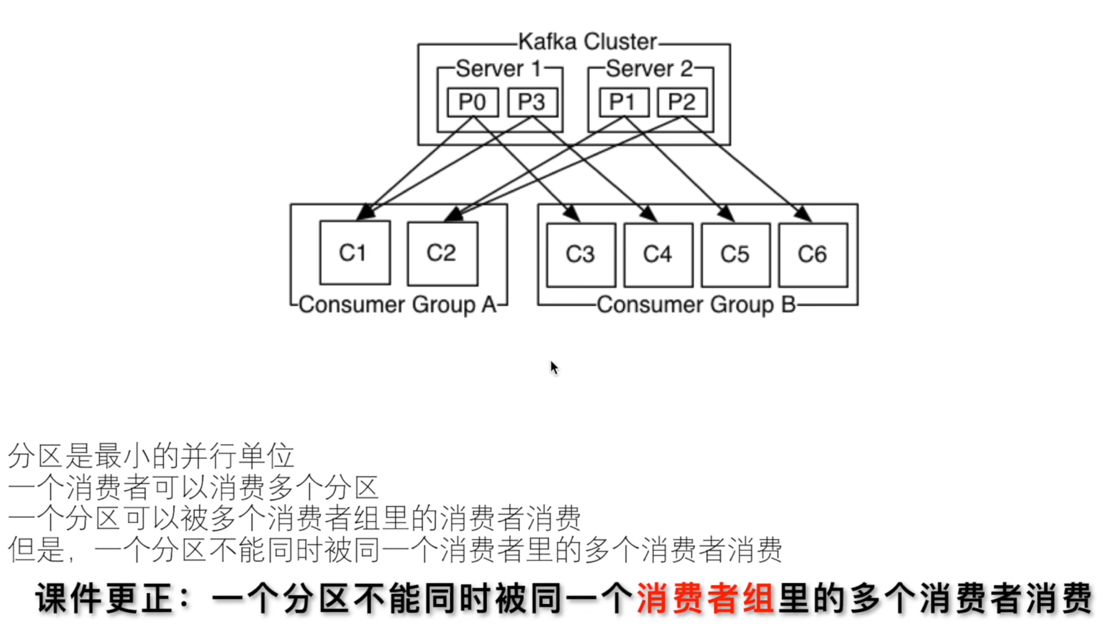 Kafka Cluster
Server 1 Server 2
P0 P3 P1 P2
C1 C2 C3 C4 C5 C6
Consumer Group A Consumer Group B
分区是最小的并行单位
一个消费者可以消费多个分区
一个分区可以被多个消费者组里的消费者消费
但是，一个分区不能同时被同一个消费者里的多个消费者消费
课件更正：一个分区不能同时被同一个消费者组里的多个消费者消费